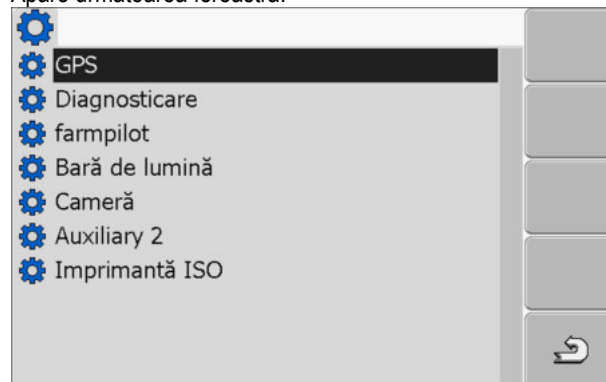 Apare următoarea fereastră:
GPS
Diagnosticare
farmpilot
Bară de lumină
Cameră
Auxiliary 2
Imprimantă ISO